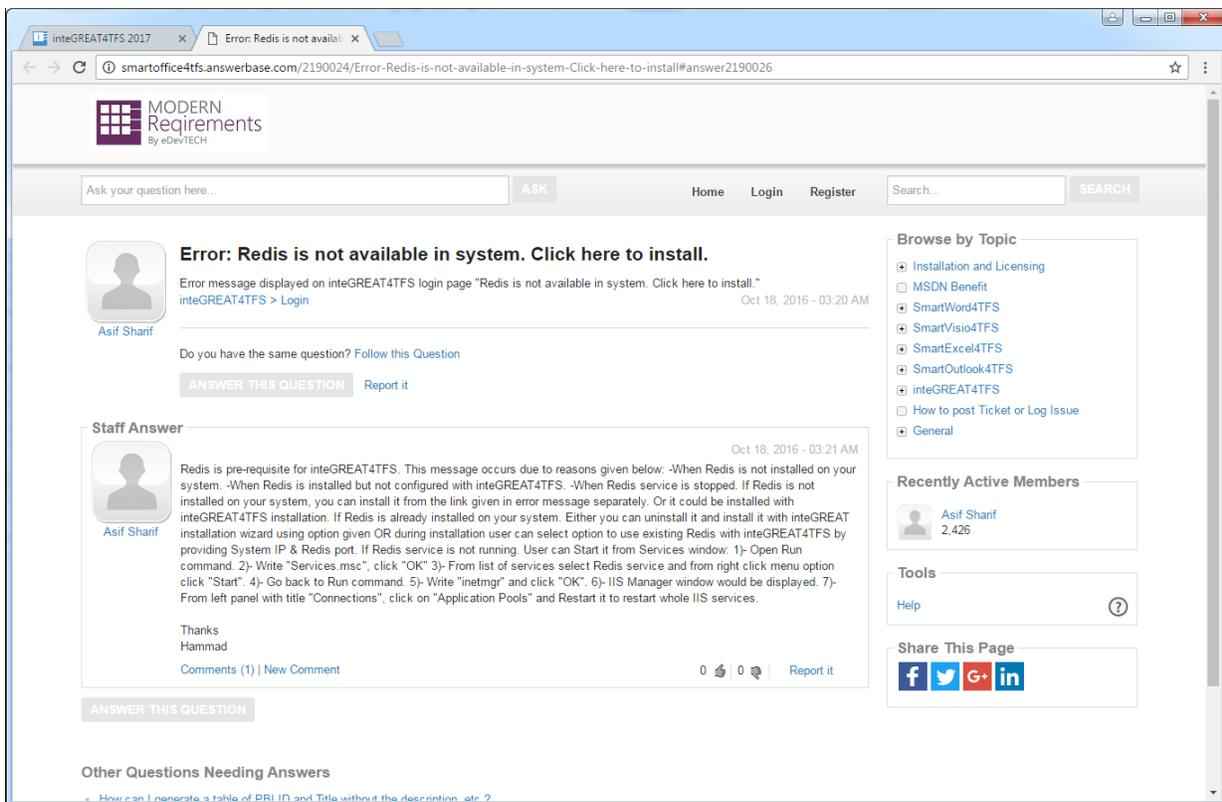 inteGREAT4TFS 2017
Error: Redis is not availab
smartoffice4tfs.answerbase.com/2190024/Error-Redis-is-not-available-in-system-Click-here-to-install#answer2190026
MODERN
Reqirements
By eDevTECH
Ask your question here...
ASK
Home Login Register
Search...
SEARCH
Error: Redis is not available in system. Click here to install.
Error message displayed on inteGREAT4TFS login page "Redis is not available in system. Click here to install."
inteGREAT4TFS > Login
Oct 18, 2016 - 03:20 AM
Asif Sharif
Do you have the same question? Follow this Question
ANSWER THIS QUESTION Report it
Staff Answer
Oct 18, 2016 - 03:21 AM
Asif Sharif
Redis is pre-requisite for inteGREAT4TFS. This message occurs due to reasons given below: -When Redis is not installed on your
system. -When Redis is installed but not configured with inteGREAT4TFS. -When Redis service is stopped. If Redis is not
installed on your system, you can install it from the link given in error message separately. Or it could be installed with
inteGREAT4TFS installation. If Redis is already installed on your system. Either you can uninstall it and install it with inteGREAT
installation wizard using option given OR during installation user can select option to use existing Redis with inteGREAT4TFS by
providing System IP & Redis port. If Redis service is not running. User can Start it from Services window: 1)- Open Run
command. 2)- Write "Services.msc", click "OK" 3)- From list of services select Redis service and from right click menu option
click "Start". 4)- Go back to Run command. 5)- Write "inetmgr" and click "OK". 6)- IIS Manager window would be displayed. 7)-
From left panel with title "Connections", click on "Application Pools" and Restart it to restart whole IIS services.
Thanks
Hammad
Comments (1) | New Comment
0 | 0 | Report it
ANSWER THIS QUESTION
Other Questions Needing Answers
How can I generate a table of PBI ID and Title without the description, etc.?
Browse by Topic
Installation and Licensing
MSDN Benefit
SmartWord4TFS
SmartVisio4TFS
SmartExcel4TFS
SmartOutlook4TFS
inteGREAT4TFS
How to post Ticket or Log Issue
General
Recently Active Members
Asif Sharif
2,426
Tools
Help
?
Share This Page
f
G+
in